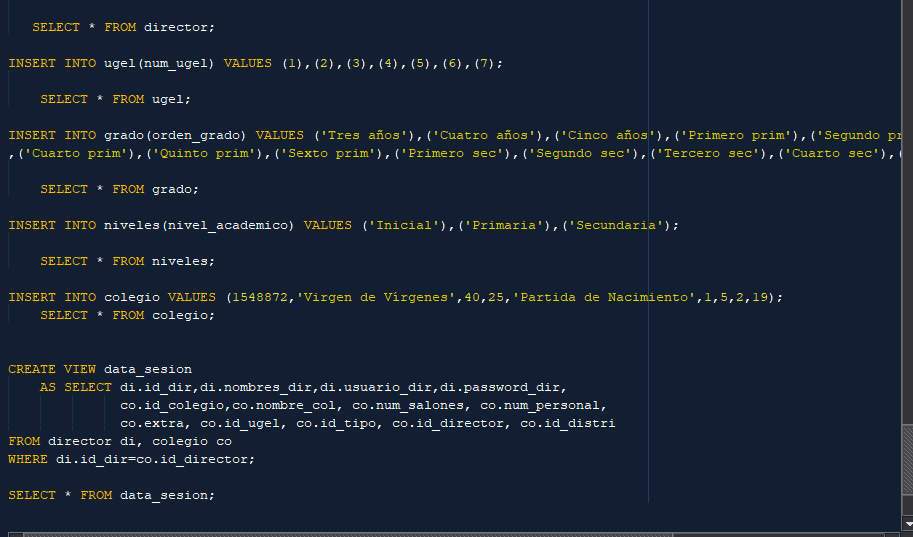 SELECT * FROM director;
INSERT INTO ugel(num_ugel) VALUES (1),(2),(3),(4),(5),(6),(7);
SELECT * FROM ugel;
INSERT INTO grado(orden_grado) VALUES ('Tres años'),('Cuatro años'),('Cinco años'),('Primero prim'),('Segundo pr
,('Cuarto prim'),('Quinto prim'),('Sexto prim'),('Primero sec'),('Segundo sec'),('Tercero sec'),('Cuarto sec'),(
SELECT * FROM grado;
INSERT INTO niveles(nivel_academico) VALUES ('Inicial'),('Primaria'),('Secundaria');
SELECT * FROM niveles;
INSERT INTO colegio VALUES (1548872,'Virgen de Vírgenes',40,25,'Partida de Nacimiento',1,5,2,19);
SELECT * FROM colegio;
CREATE VIEW data_sesion
AS SELECT di.id_dir,di.nombres_dir,di.usuario_dir,di.password_dir,
co.id_colegio,co.nombre_col, co.num_salones, co.num_personal,
co.extra, co.id_ugel, co.id_tipo, co.id_director, co.id_distri
FROM director di, colegio co
WHERE di.id_dir=co.id_director;
SELECT * FROM data_sesion;